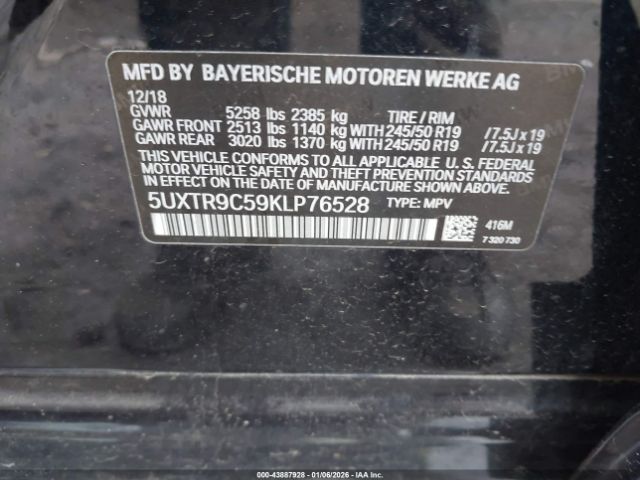 MFD BY BAYERISCHE MOTOREN WERKE AG
12/18
GVWR 5258 lbs 2385 kg TIRE / RIM
GAWR FRONT 2513 lbs 1140 kg WITH 245/50 R19 /7.5J x 19
GAWR REAR 3020 lbs 1370 kg WITH 245/50 R19 /7.5J x 19
THIS VEHICLE CONFORMS TO ALL APPLICABLE U. S. FEDERAL
MOTOR VEHICLE SAFETY AND THEFT PREVENTION STANDARDS
IN EFFECT ON THE DATE OF MANUFACTURE SHOWN ABOVE.
5UXTR9C59KLP76528 TYPE: MPV
416M
7 320 730
000-43887928 - 01/06/2026 - IAAI.COM